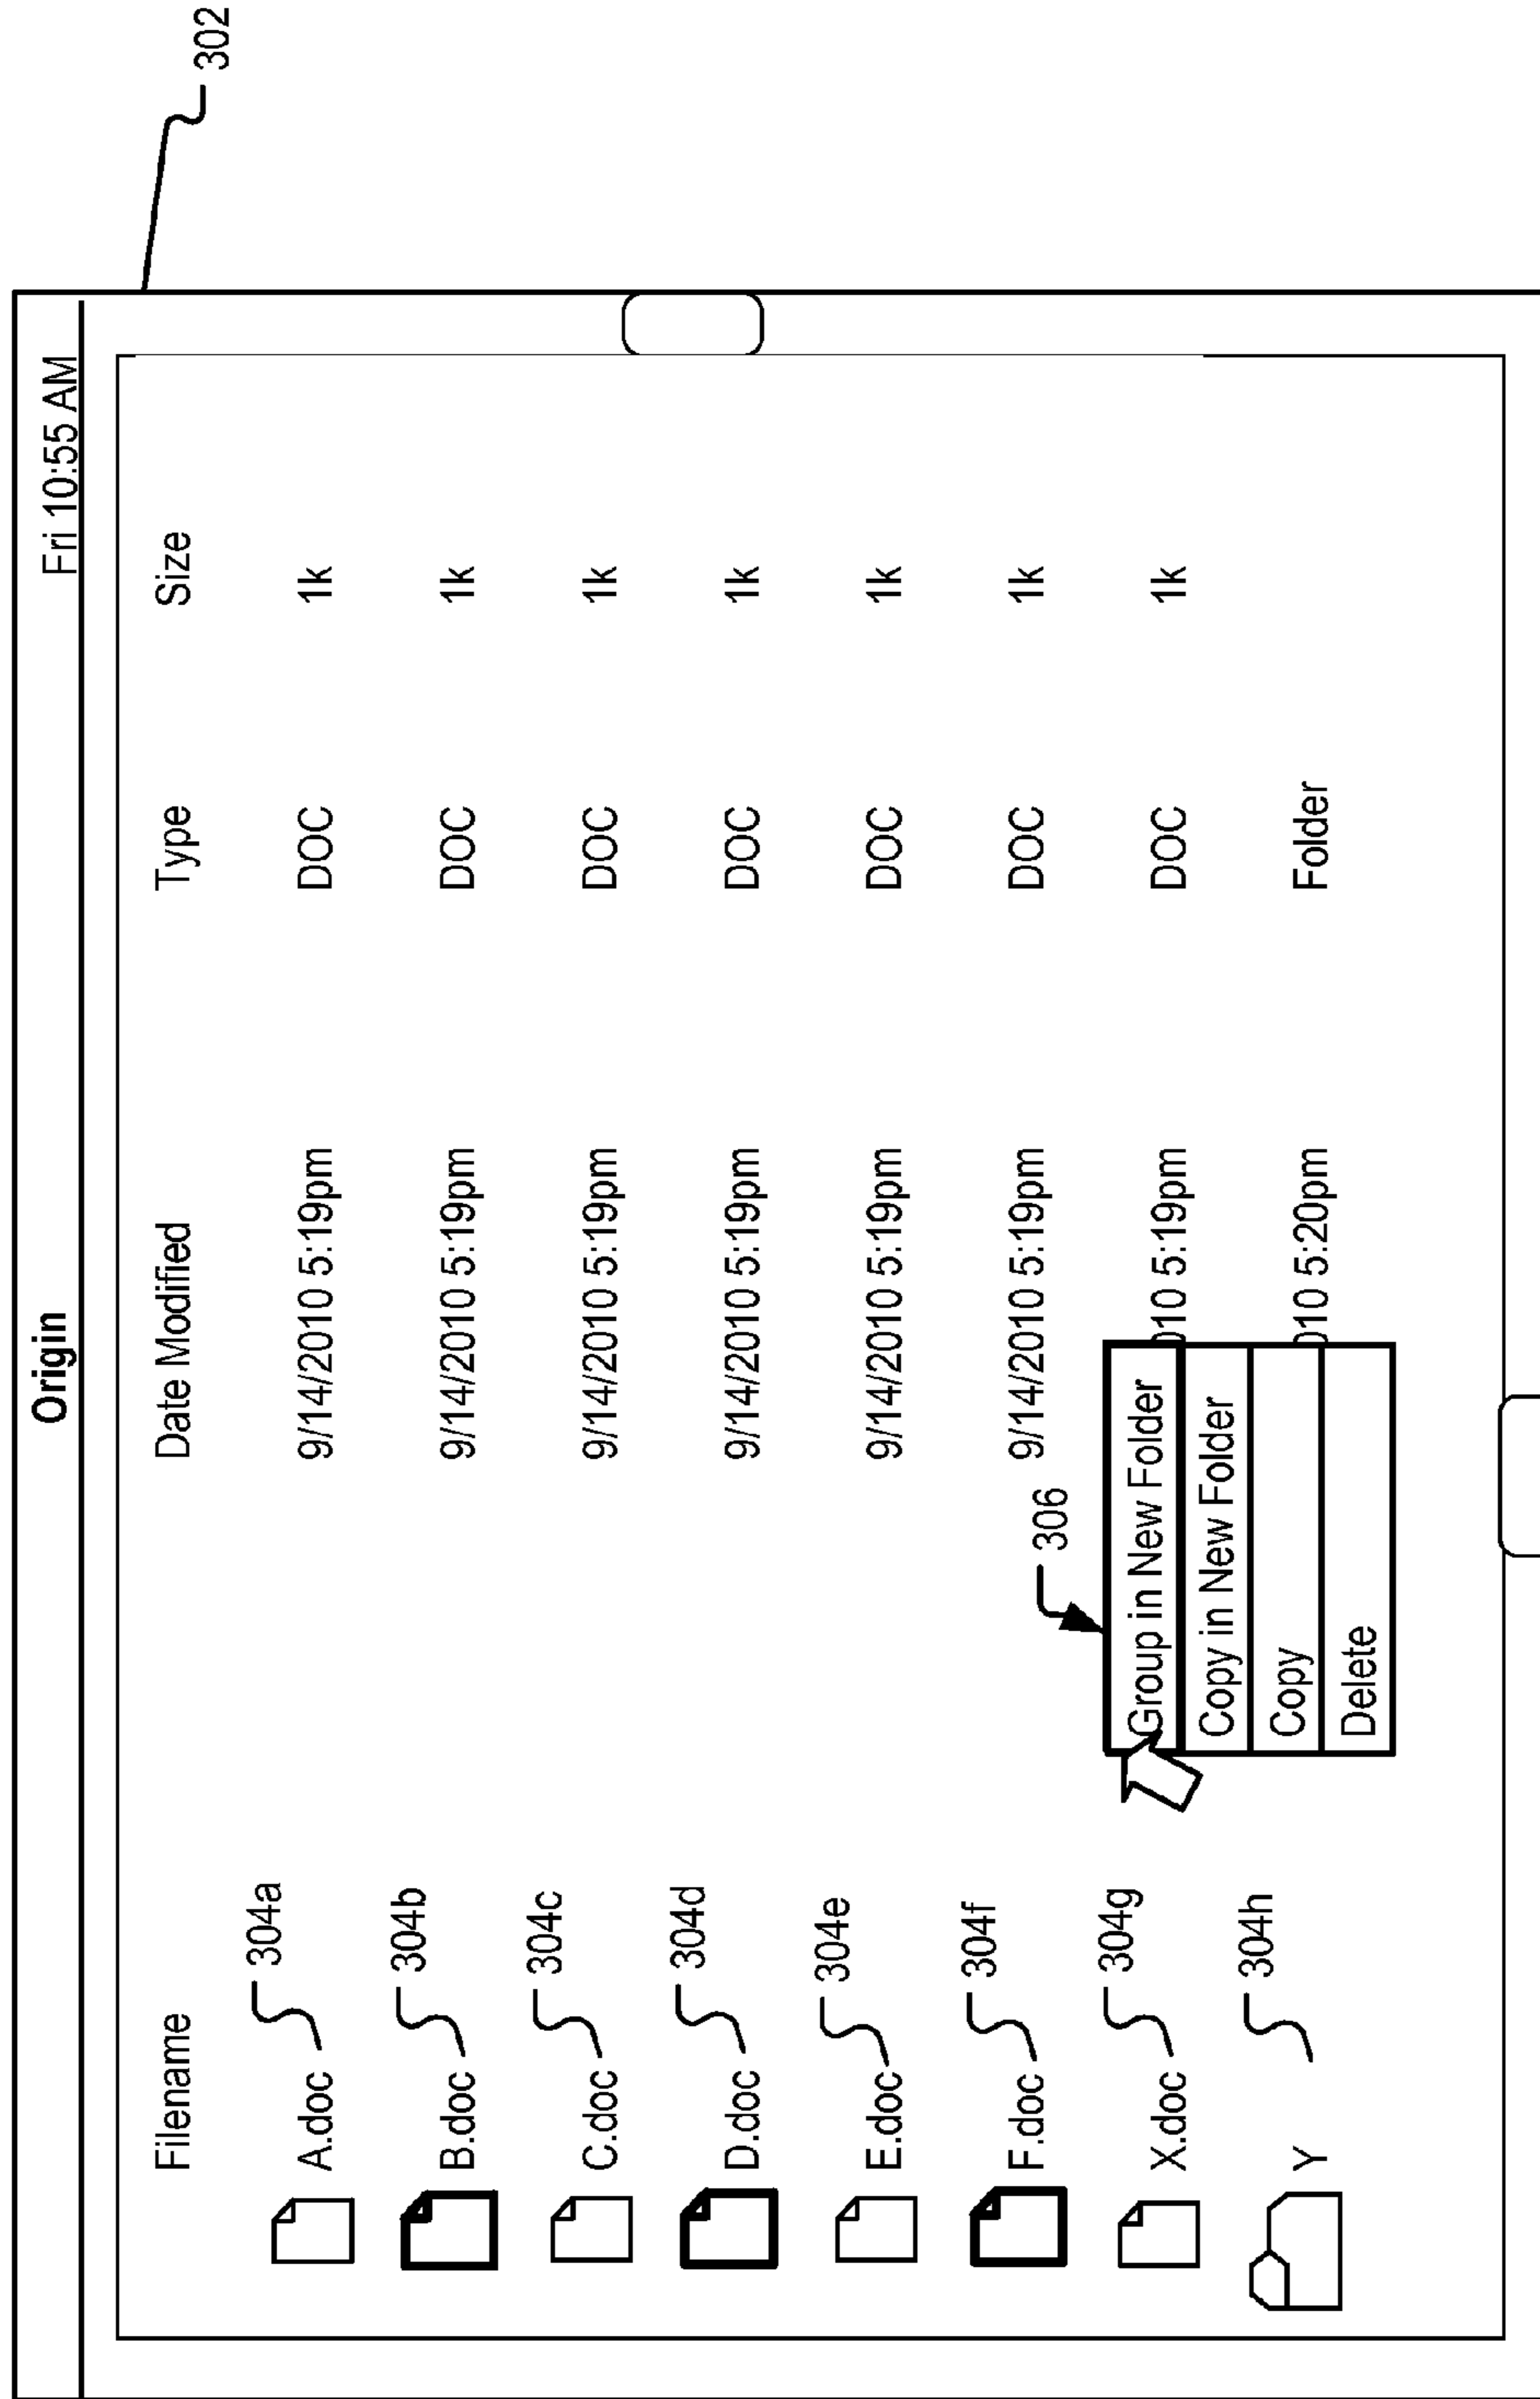 Origin
Fri 10:55 AM
302
Filename Date Modified Type Size
304a
A.doc 9/14/2010 5:19pm DOC 1k
304b
B.doc 9/14/2010 5:19pm DOC 1k
304c
C.doc 9/14/2010 5:19pm DOC 1k
304d
D.doc 9/14/2010 5:19pm DOC 1k
304e
E.doc 9/14/2010 5:19pm DOC 1k
304f
F.doc 9/14/2010 5:19pm DOC 1k
306
304g
Group in New Folder
X.doc 010 5:19pm DOC 1k
Copy in New Folder
304h
Copy
Y 010 5:20pm Folder
Delete